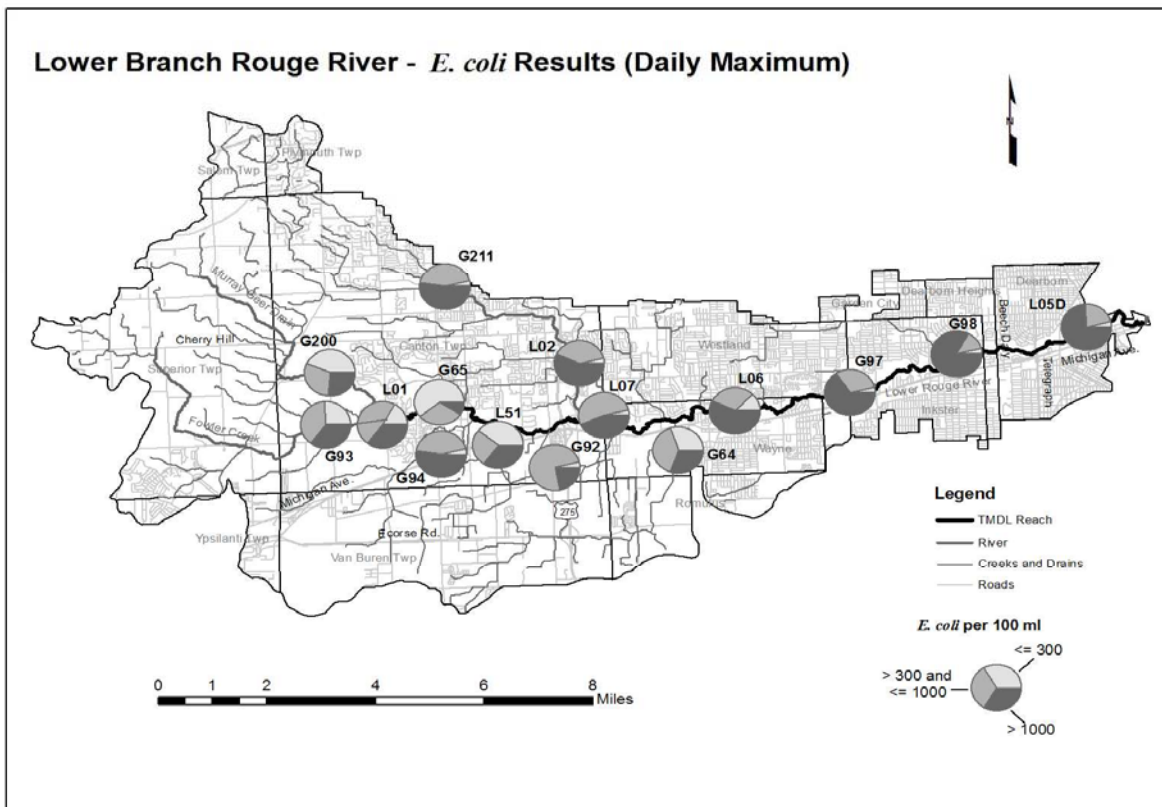 Lower Branch Rouge River - E. coli Results (Daily Maximum)
N
Plymouth Twp
Salem Twp
G211
Murray Geer Drain
Dearborn
Garden City
Dearborn Heights
L05D
Cherry Hill
G200
Canton Twp
L02
Westland
G98
Beech Daly
Telegraph
Michigan Ave.
Superior Twp
L01
G65
L07
L06
G97
Lower Rouge River
Inkster
Fowler Creek
G93
L51
G92
G64
Wayne
G94
Michigan Ave.
Romulus
275
Ypsilanti Twp
Ecorse Rd.
Van Buren Twp
Legend
TMDL Reach
River
Creeks and Drains
Roads
E. coli per 100 ml
<= 300
> 300 and
<= 1000
> 1000
0 1 2 4 6 8
Miles